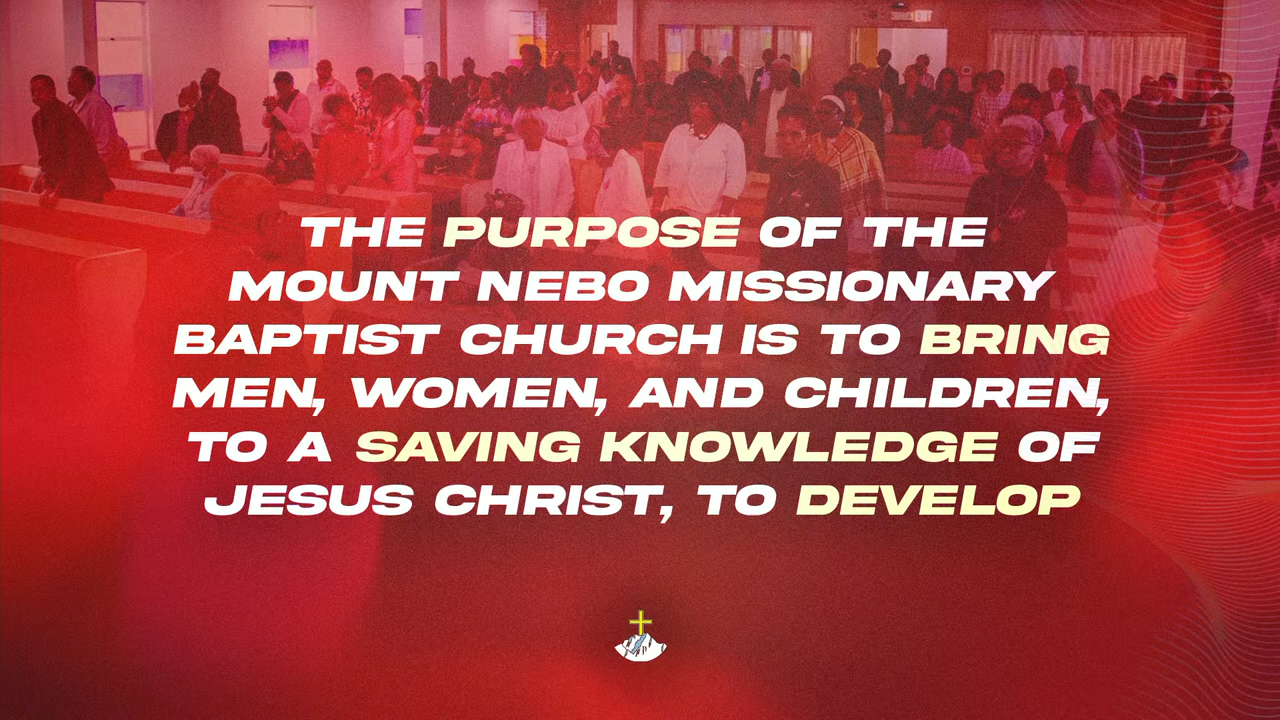 THE PURPOSE OF THE
MOUNT NEBO MISSIONARY
BAPTIST CHURCH IS TO BRING
MEN, WOMEN, AND CHILDREN,
TO A SAVING KNOWLEDGE OF
JESUS CHRIST, TO DEVELOP